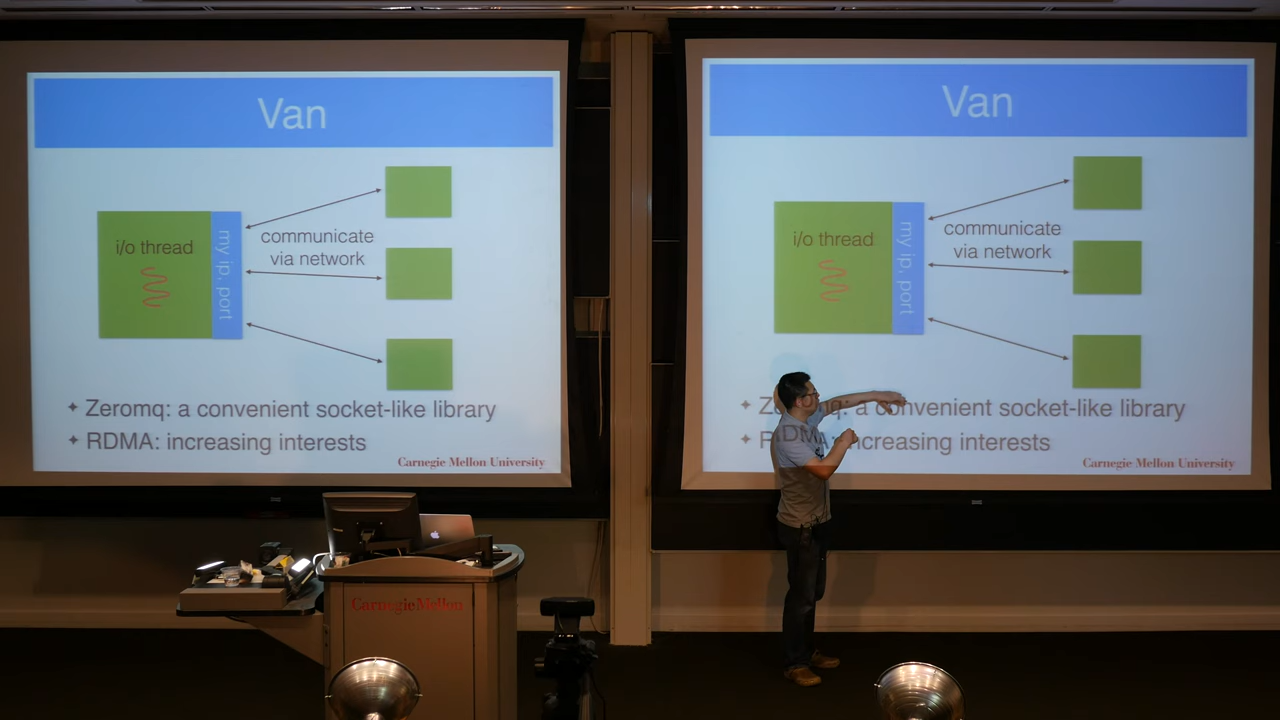 Van
i/o thread
my ip, port
communicate
via network
✦ Zeromq: a convenient socket-like library
✦ RDMA: increasing interests
Carnegie Mellon University
Van
i/o thread
my ip, port
communicate
via network
✦ Zeromq: a convenient socket-like library
✦ RDMA: increasing interests
Carnegie Mellon University
Carnegie Mellon